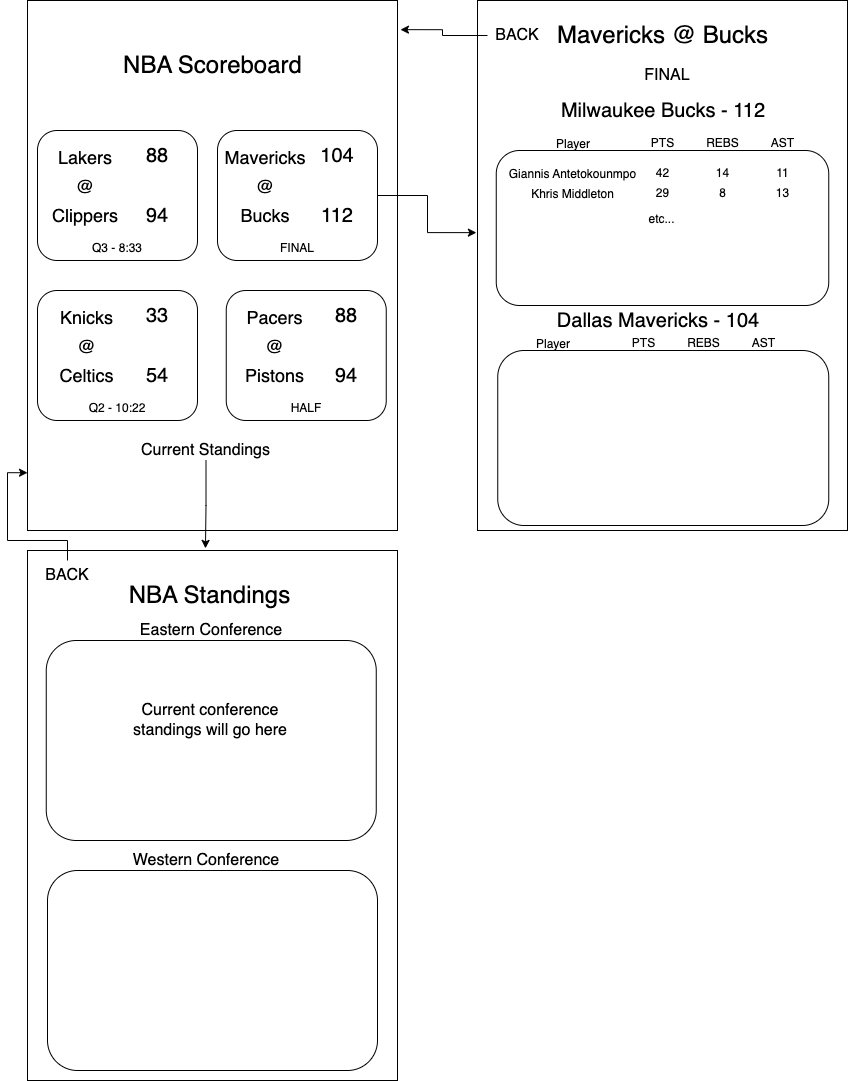 NBA Scoreboard
Lakers 88
@
Clippers 94
Q3 - 8:33
Mavericks 104
@
Bucks 112
FINAL
Knicks 33
@
Celtics 54
Q2 - 10:22
Pacers 88
@
Pistons 94
HALF
Current Standings
BACK
Mavericks @ Bucks
FINAL
Milwaukee Bucks - 112
Player PTS REBS AST
Giannis Antetokounmpo 42 14 11
Khris Middleton 29 8 13
etc...
Dallas Mavericks - 104
Player PTS REBS AST
BACK
NBA Standings
Eastern Conference
Current conference
standings will go here
Western Conference